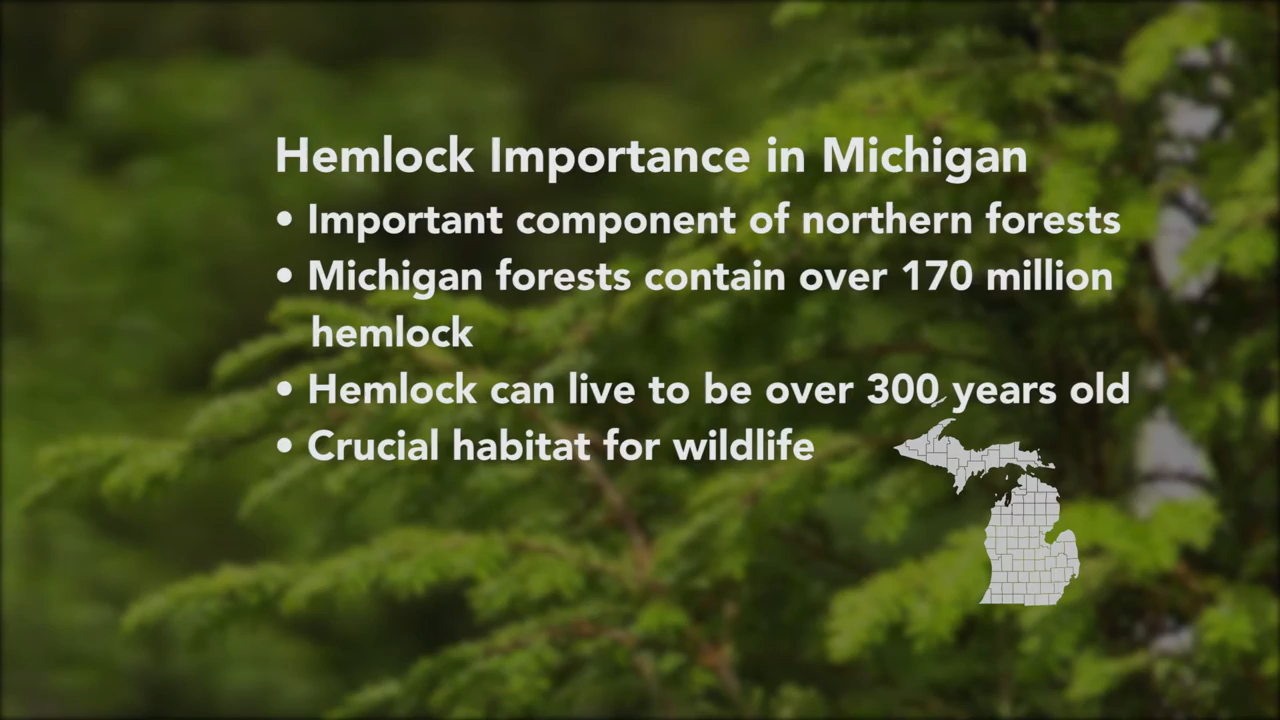 Hemlock Importance in Michigan
• Important component of northern forests
• Michigan forests contain over 170 million
hemlock
• Hemlock can live to be over 300 years old
• Crucial habitat for wildlife